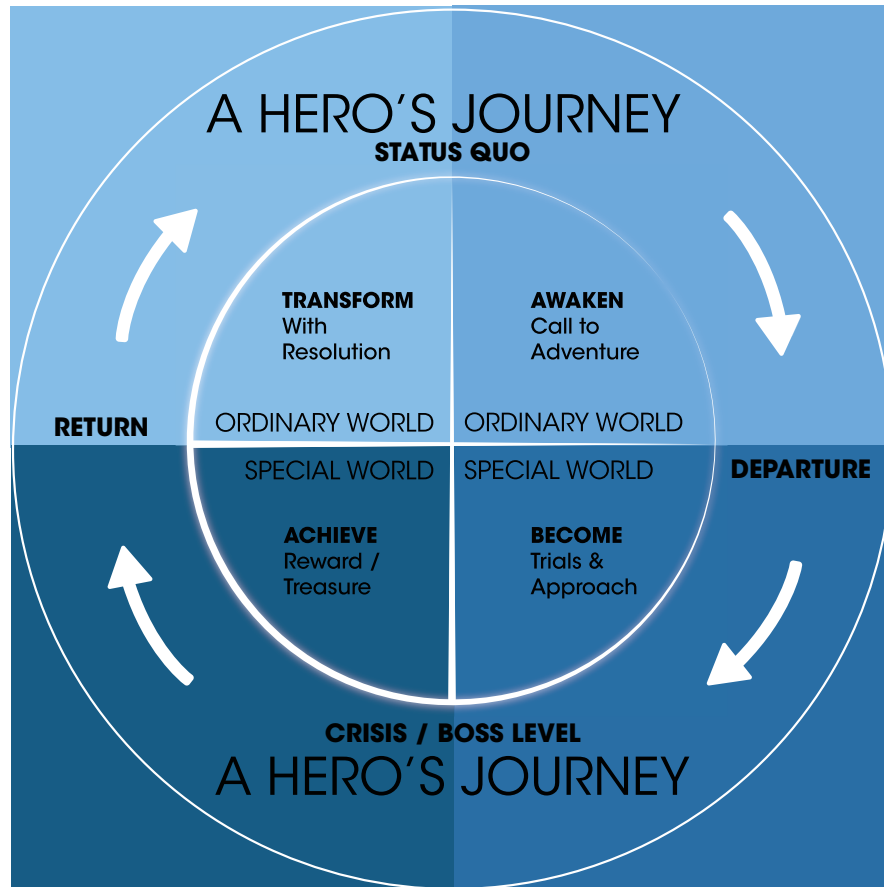 A HERO’S JOURNEY
STATUS QUO
TRANSFORM
With
Resolution
AWAKEN
Call to
Adventure
RETURN
ORDINARY WORLD
ORDINARY WORLD
SPECIAL WORLD
SPECIAL WORLD
DEPARTURE
ACHIEVE
Reward /
Treasure
BECOME
Trials &
Approach
CRISIS / BOSS LEVEL
A HERO’S JOURNEY